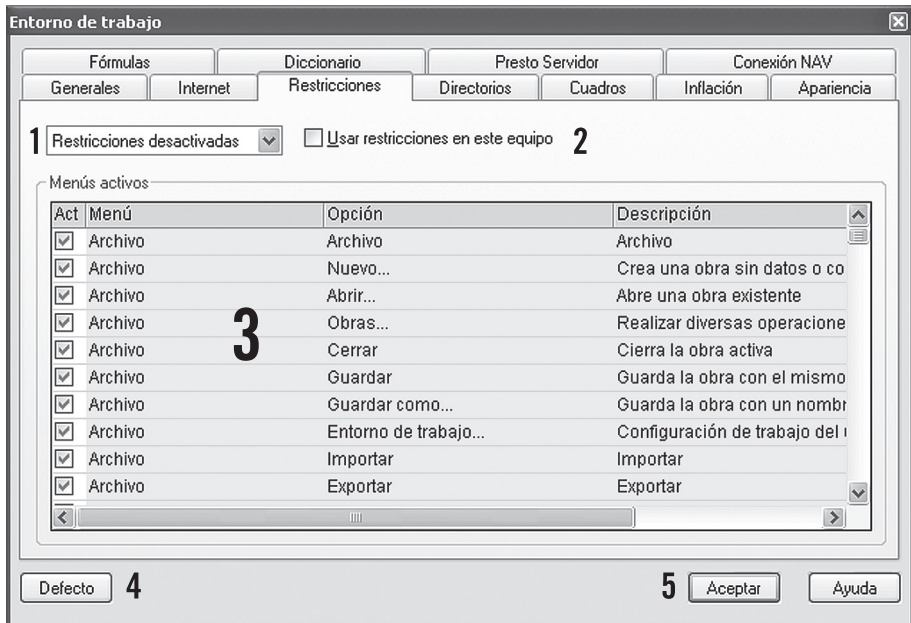 Entorno de trabajo
Fórmulas Diccionario Presto Servidor Conexión NAV
Generales Internet Restricciones Directorios Cuadros Inflación Apariencia
1 Restricciones desactivadas Usar restricciones en este equipo 2
Menús activos
Act Menú Opción Descripción
Archivo Archivo Archivo
Archivo Nuevo... Crea una obra sin datos o co
Archivo Abrir... Abre una obra existente
Archivo Obras... Realizar diversas operacione
3
Archivo Cerrar Cierra la obra activa
Archivo Guardar Guarda la obra con el mismo
Archivo Guardar como... Guarda la obra con un nombr
Archivo Entorno de trabajo... Configuración de trabajo del
Archivo Importar Importar
Archivo Exportar Exportar
Defecto 4 5 Aceptar Ayuda